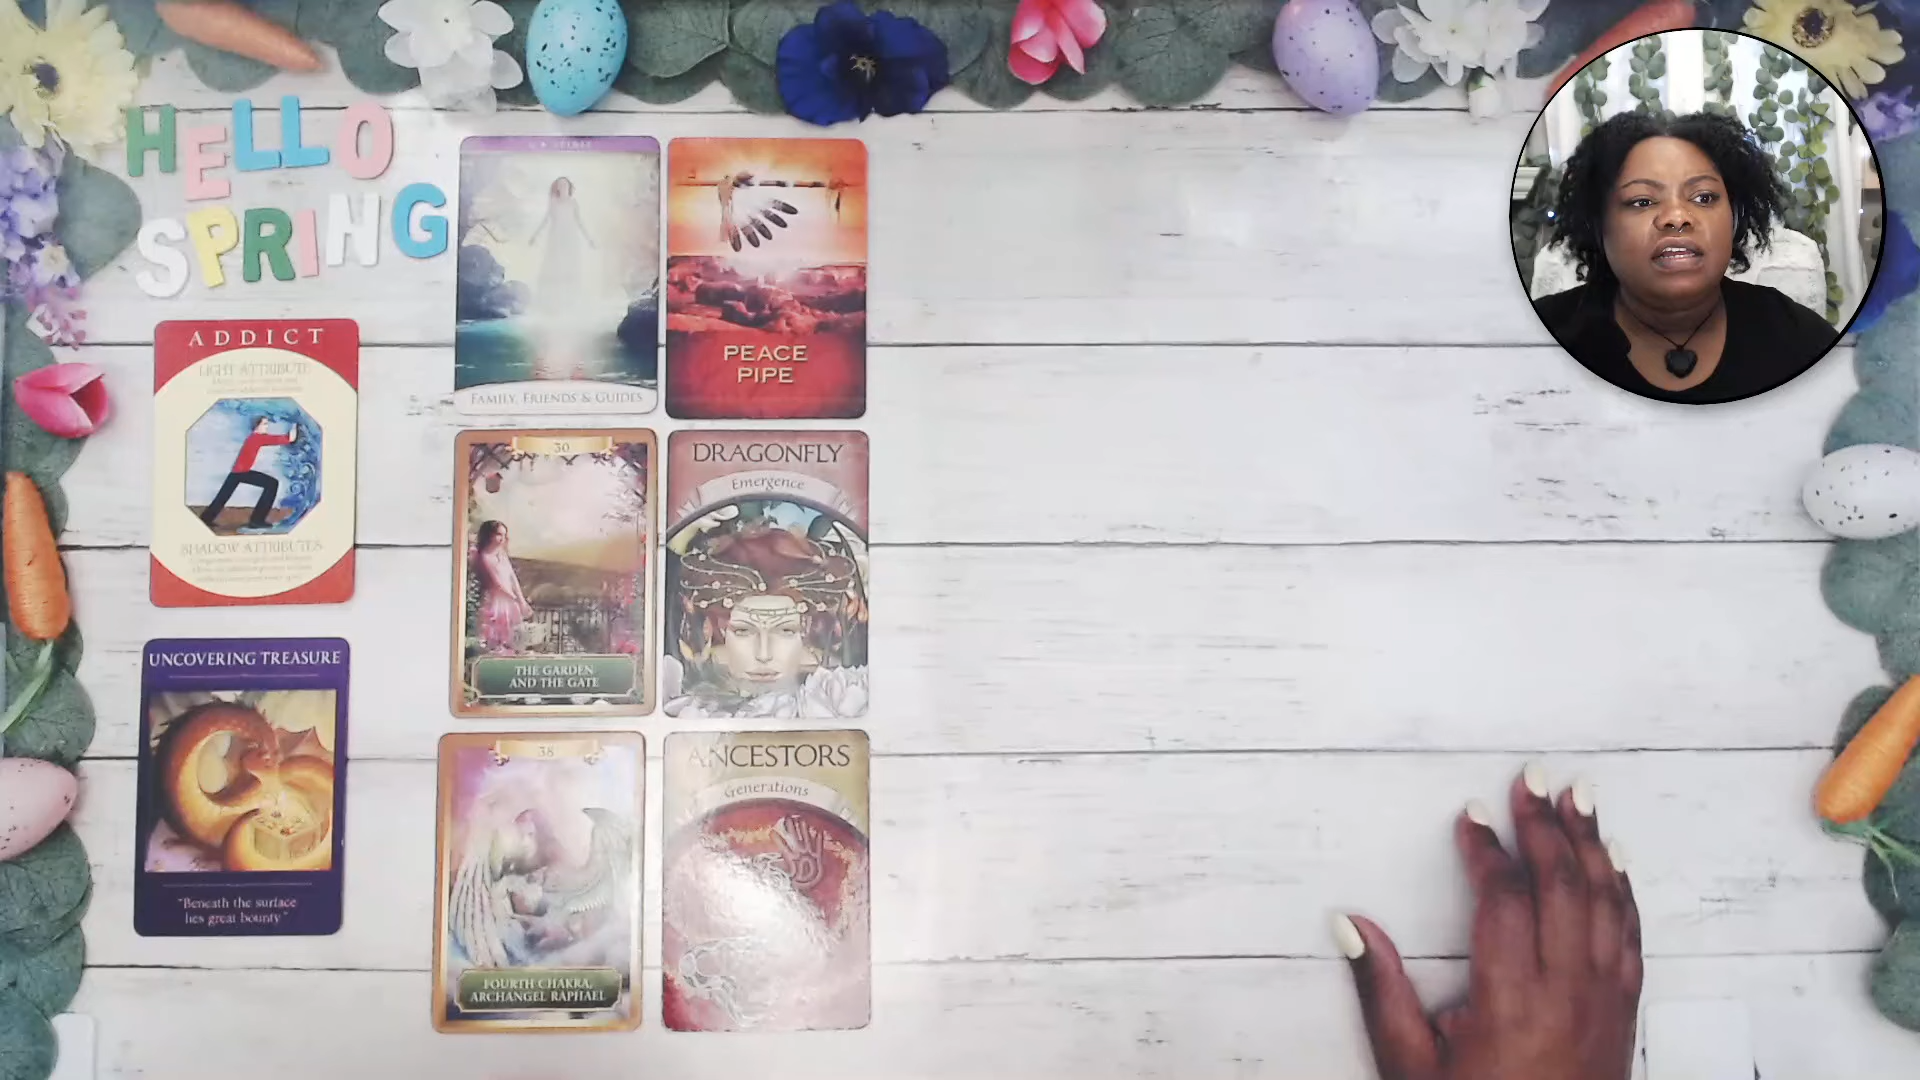 HELLO
SPRING
ADDICT
LIGHT ATTRIBUTE
SHADOW ATTRIBUTES
UNCOVERING TREASURE
"Beneath the surface
lies great bounty."
FAMILY, FRIENDS & GUIDES
PEACE
PIPE
30
THE GARDEN
AND THE GATE
DRAGONFLY
Emergence
38
FOURTH CHAKRA,
ARCHANGEL RAPHAEL
ANCESTORS
Generations